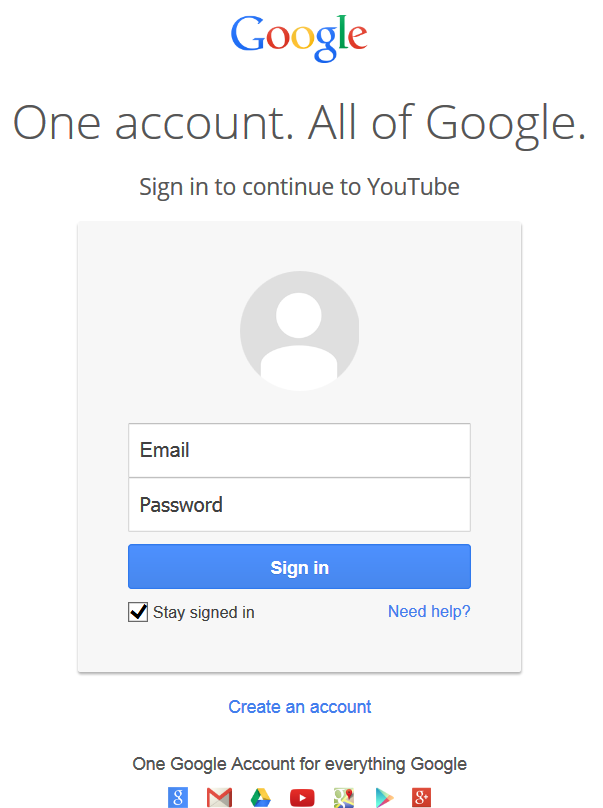 Google
One account. All of Google.
Sign in to continue to YouTube
Email
Password
Sign in
Stay signed in Need help?
Create an account
One Google Account for everything Google
8 g+